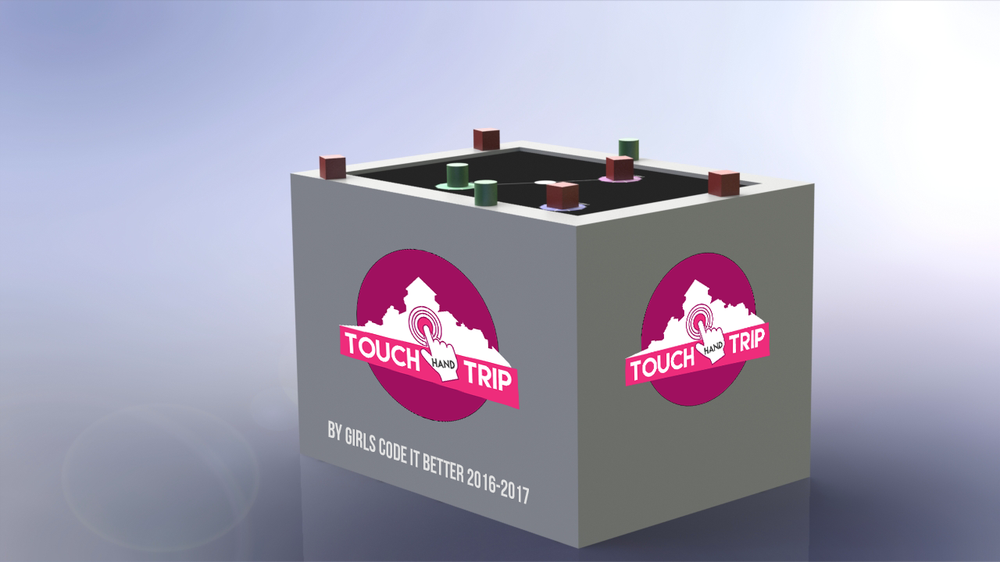 TOUCH HAND TRIP
BY GIRLS CODE IT BETTER 2016-2017
TOUCH HAND TRIP